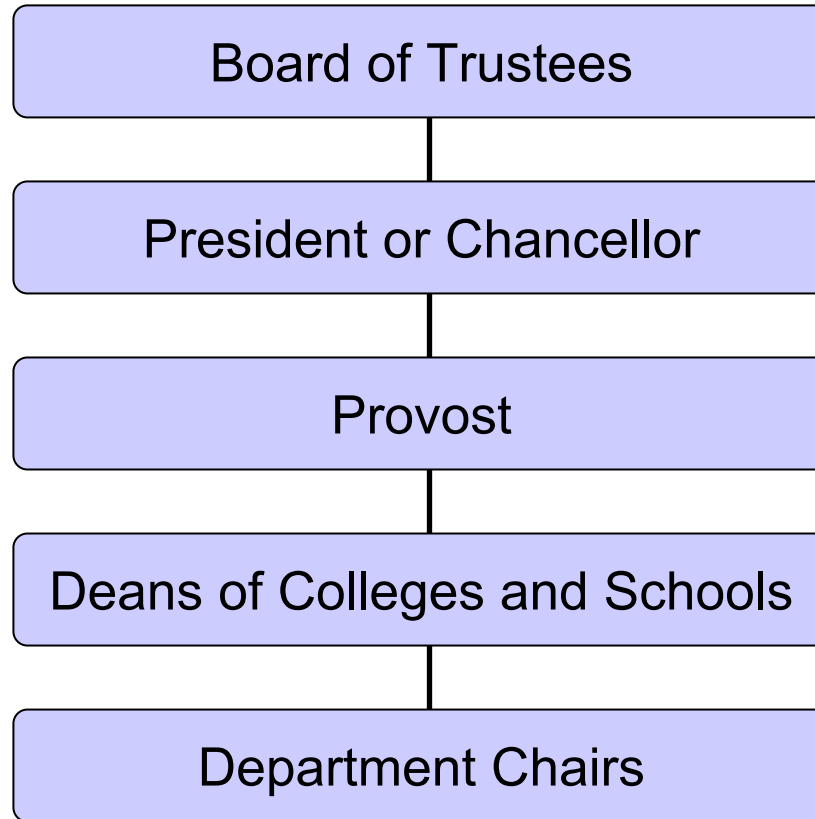 Board of Trustees
President or Chancellor
Provost
Deans of Colleges and Schools
Department Chairs